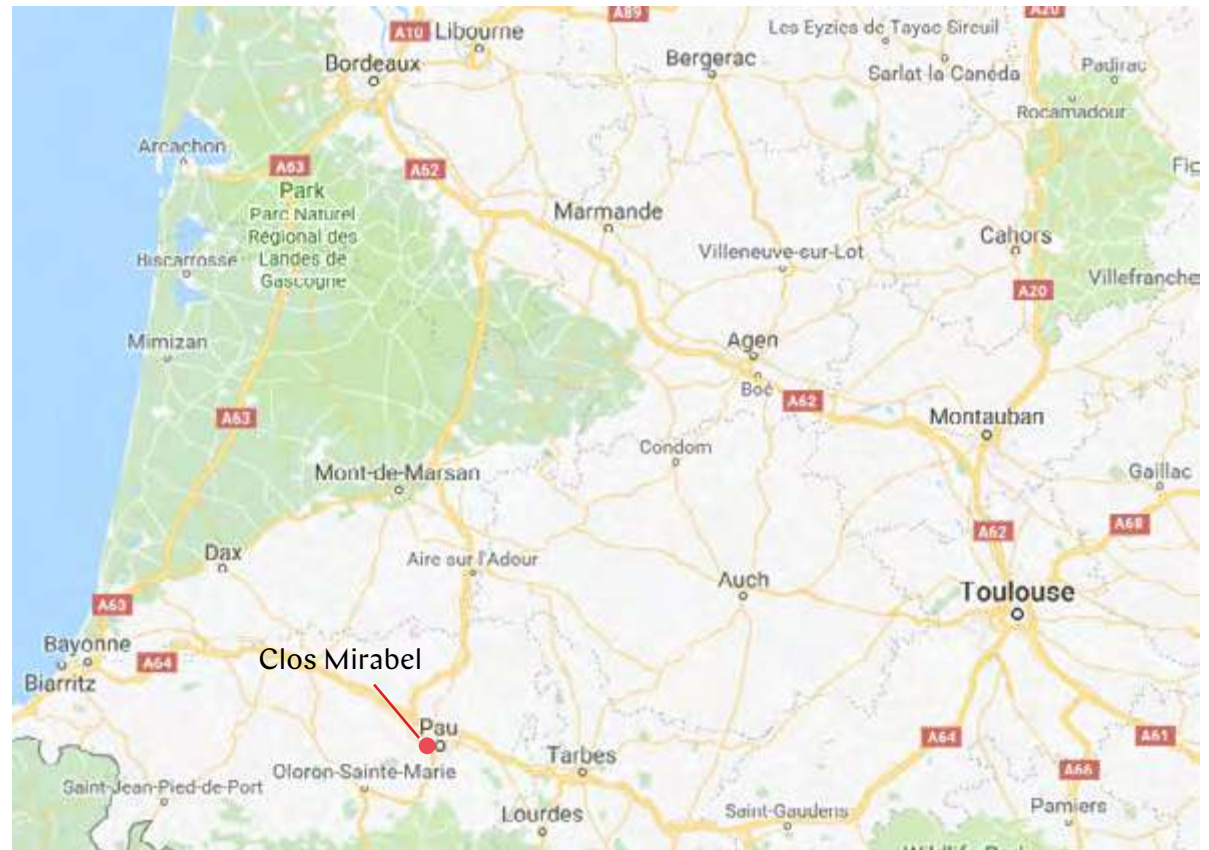 A89
A20
A10
Libourne
Les Eyzies de Tayac Sireuil
Bordeaux
Bergerac
Sarlat la Canéda
Padirac
Rocamadour
Arcachon
A63
A62
Fig
Park
Parc Naturel
Régional des
Landes de
Gascogne
Marmande
Cahors
Villeneuve-sur-Lot
Biscarrosse
Villefranche
A20
Mimizan
Agen
Boé
A62
A63
Montauban
Condom
Mont-de-Marsan
Gaillac
A68
A62
Dax
Aire sur l'Adour
Auch
Toulouse
A63
Bayonne
A64
Clos Mirabel
Biarritz
Pau
A64
A61
Tarbes
A66
Oloron-Sainte-Marie
Saint-Jean-Pied-de-Port
Lourdes
Saint-Gaudens
Pamiers